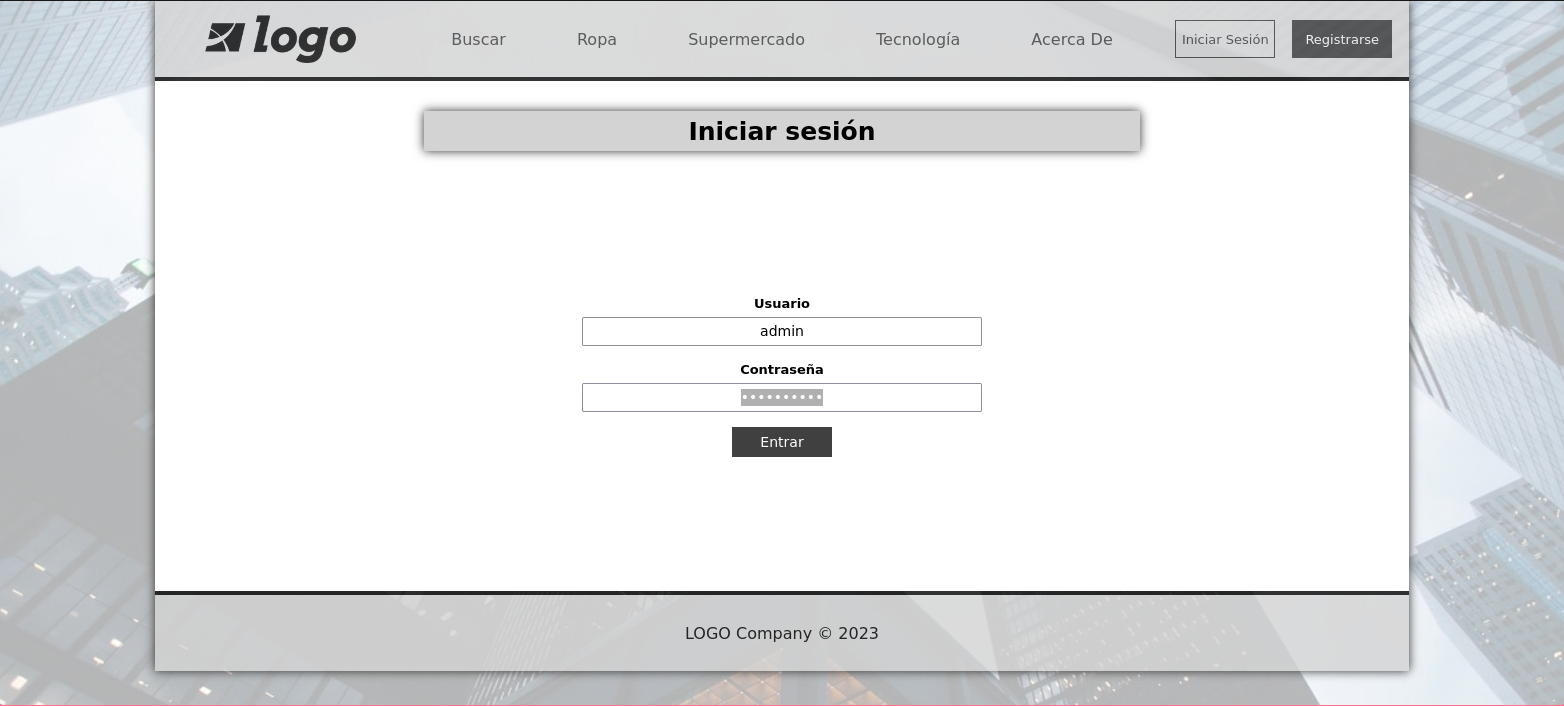 logo
Buscar Ropa Supermercado Tecnología Acerca De Iniciar Sesión Registrarse
Iniciar sesión
Usuario
admin
Contraseña
••••••••••
Entrar
LOGO Company © 2023